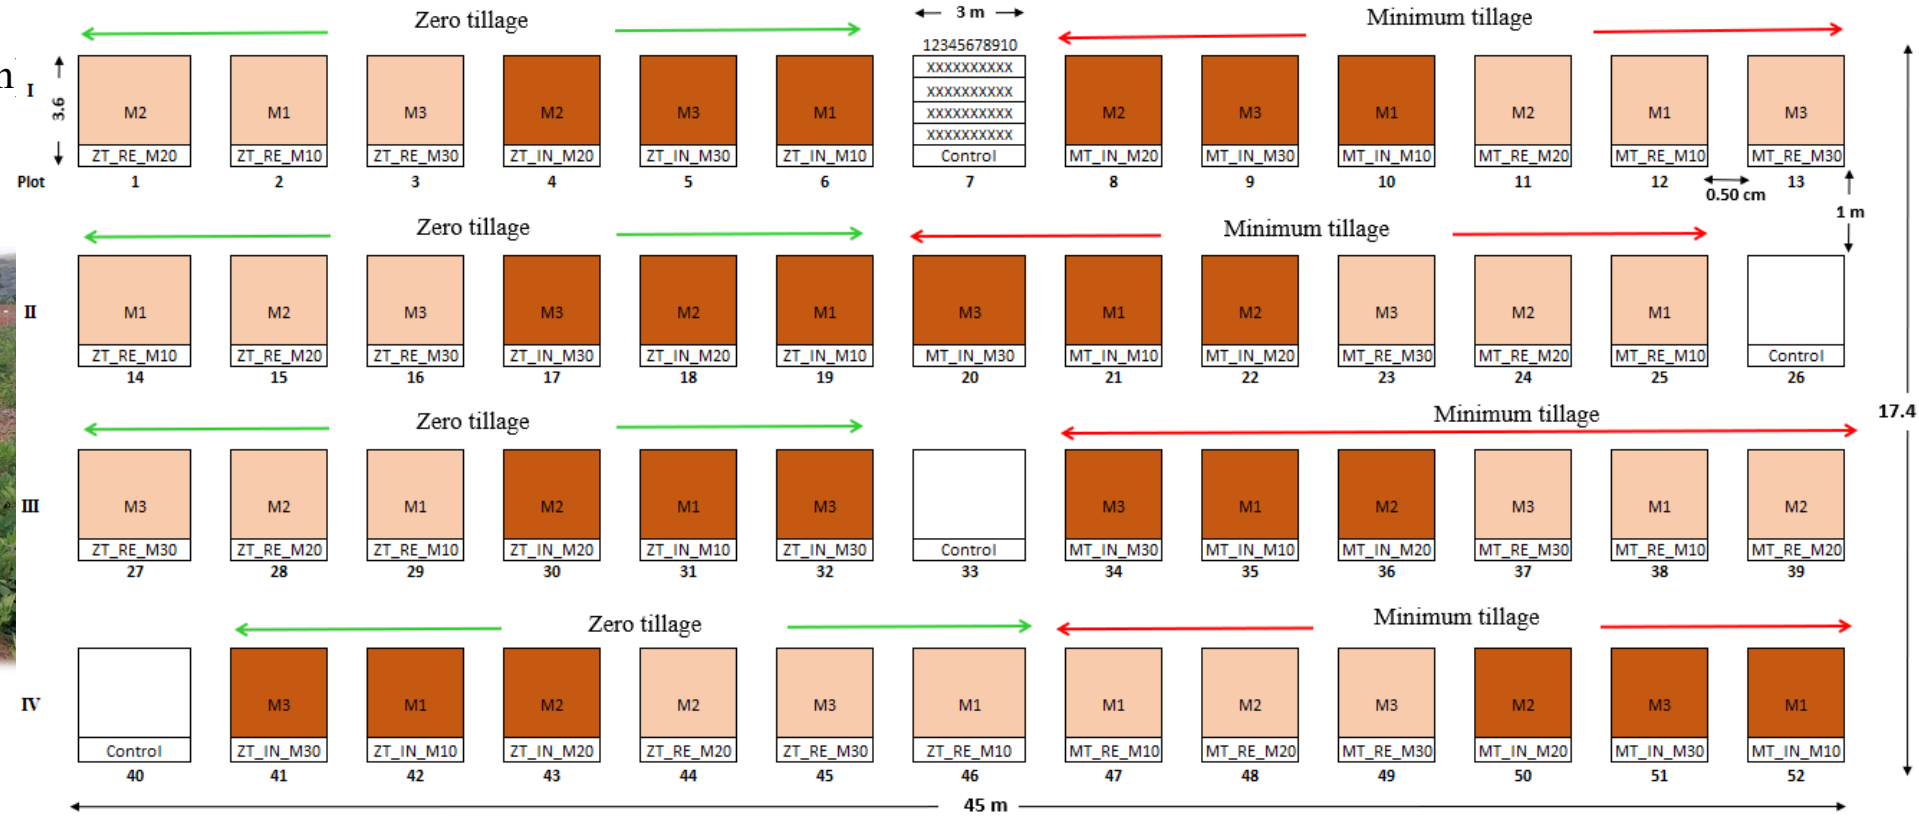 Zero tillage 3 m Minimum tillage
12345678910
I 3.6 XXXXXXXXXX
XXXXXXXXXX
M2 M1 M3 M2 M3 M1 XXXXXXXXXX M2 M3 M1 M2 M1 M3
XXXXXXXXXX
ZT_RE_M20 ZT_RE_M10 ZT_RE_M30 ZT_IN_M20 ZT_IN_M30 ZT_IN_M10 Control MT_IN_M20 MT_IN_M30 MT_IN_M10 MT_RE_M20 MT_RE_M10 MT_RE_M30
Plot 1 2 3 4 5 6 7 8 9 10 11 12 13
0.50 cm
1 m
Zero tillage Minimum tillage
II M1 M2 M3 M3 M2 M1 M3 M1 M2 M3 M2 M1
ZT_RE_M10 ZT_RE_M20 ZT_RE_M30 ZT_IN_M30 ZT_IN_M20 ZT_IN_M10 MT_IN_M30 MT_IN_M10 MT_IN_M20 MT_RE_M30 MT_RE_M20 MT_RE_M10 Control
14 15 16 17 18 19 20 21 22 23 24 25 26
Zero tillage Minimum tillage 17.4
III M3 M2 M1 M2 M1 M3 M3 M1 M2 M3 M1 M2
ZT_RE_M30 ZT_RE_M20 ZT_RE_M10 ZT_IN_M20 ZT_IN_M10 ZT_IN_M30 Control MT_IN_M30 MT_IN_M10 MT_IN_M20 MT_RE_M30 MT_RE_M10 MT_RE_M20
27 28 29 30 31 32 33 34 35 36 37 38 39
Zero tillage Minimum tillage
IV M3 M1 M2 M2 M3 M1 M1 M2 M3 M2 M3 M1
Control ZT_IN_M30 ZT_IN_M10 ZT_IN_M20 ZT_RE_M20 ZT_RE_M30 ZT_RE_M10 MT_RE_M10 MT_RE_M20 MT_RE_M30 MT_IN_M20 MT_IN_M30 MT_IN_M10
40 41 42 43 44 45 46 47 48 49 50 51 52
45 m